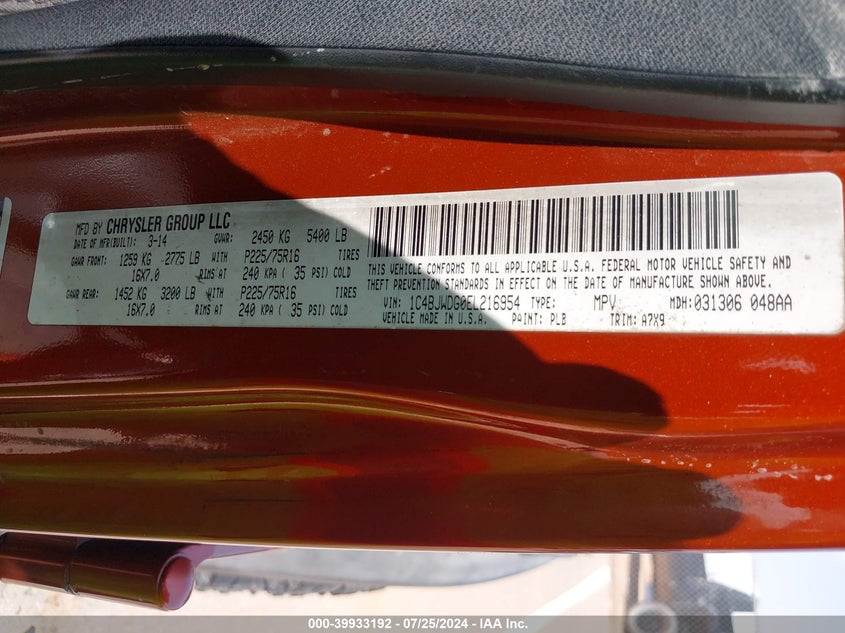 MFD BY CHRYSLER GROUP LLC
DATE OF MFR(BUILT): 3-14 GVWR: 2450 KG 5400 LB
GAWR FRONT: 1259 KG 2775 LB WITH P225/75R16 TIRES
16X7.0 RIMS AT 240 KPA ( 35 PSI) COLD
GAWR REAR: 1452 KG 3200 LB WITH P225/75R16 TIRES
16X7.0 RIMS AT 240 KPA ( 35 PSI) COLD
THIS VEHICLE CONFORMS TO ALL APPLICABLE U.S.A. FEDERAL MOTOR VEHICLE SAFETY AND
THEFT PREVENTION STANDARDS IN EFFECT ON THE DATE OF MANUFACTURE SHOWN ABOVE.
VIN: 1C4BJWDG0EL216954 TYPE: MPV MDH: 031306 048AA
VEHICLE MADE IN U.S.A. PAINT: PLB TRIM: A7X9
000-39933192 - 07/25/2024 - IAA Inc.